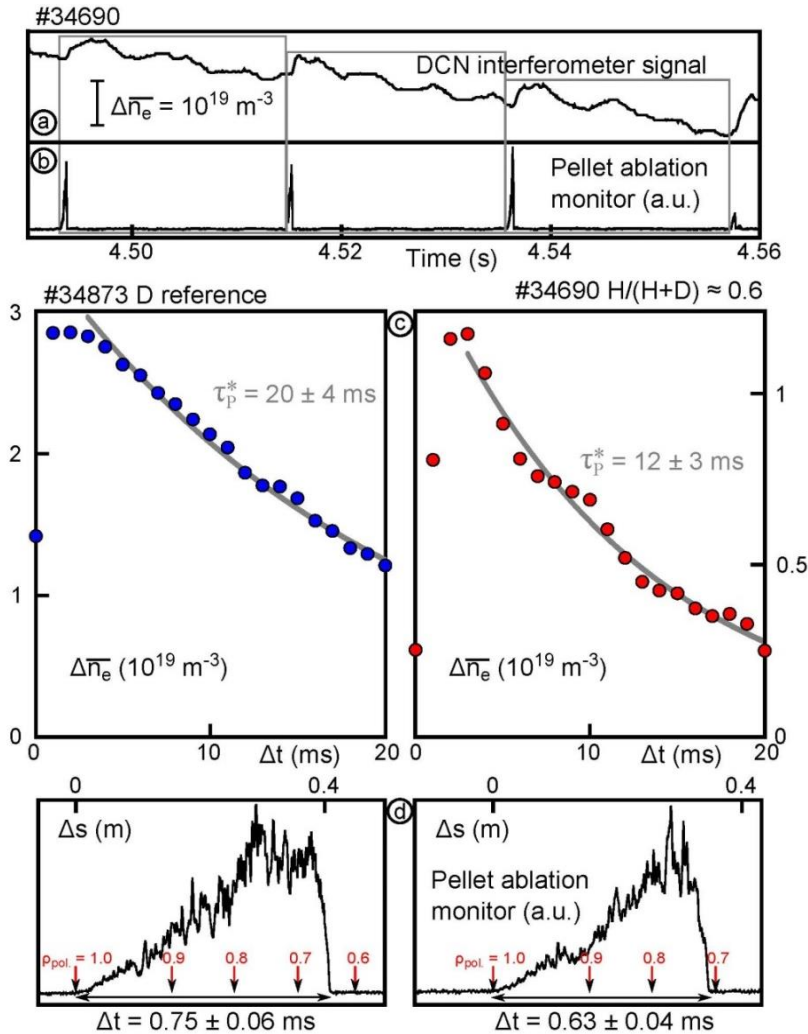 #34690
DCN interferometer signal
Δn̅e̅ = 10¹⁹ m⁻³
a
b
Pellet ablation
monitor (a.u.)
4.50 4.52 4.54 4.56
Time (s)
#34873 D reference
#34690 H/(H+D) ≈ 0.6
c
3
2
1
0
τP* = 20 ± 4 ms
τP* = 12 ± 3 ms
1
0.5
0
Δn̅e̅ (10¹⁹ m⁻³)
Δn̅e̅ (10¹⁹ m⁻³)
0 10 20
Δt (ms)
0 10 20
Δt (ms)
0 0.4
0 0.4
d
Δs (m)
Δs (m)
Pellet ablation
monitor (a.u.)
ρpol. = 1.0 0.9 0.8 0.7 0.6
ρpol. = 1.0 0.9 0.8 0.7
Δt = 0.75 ± 0.06 ms
Δt = 0.63 ± 0.04 ms